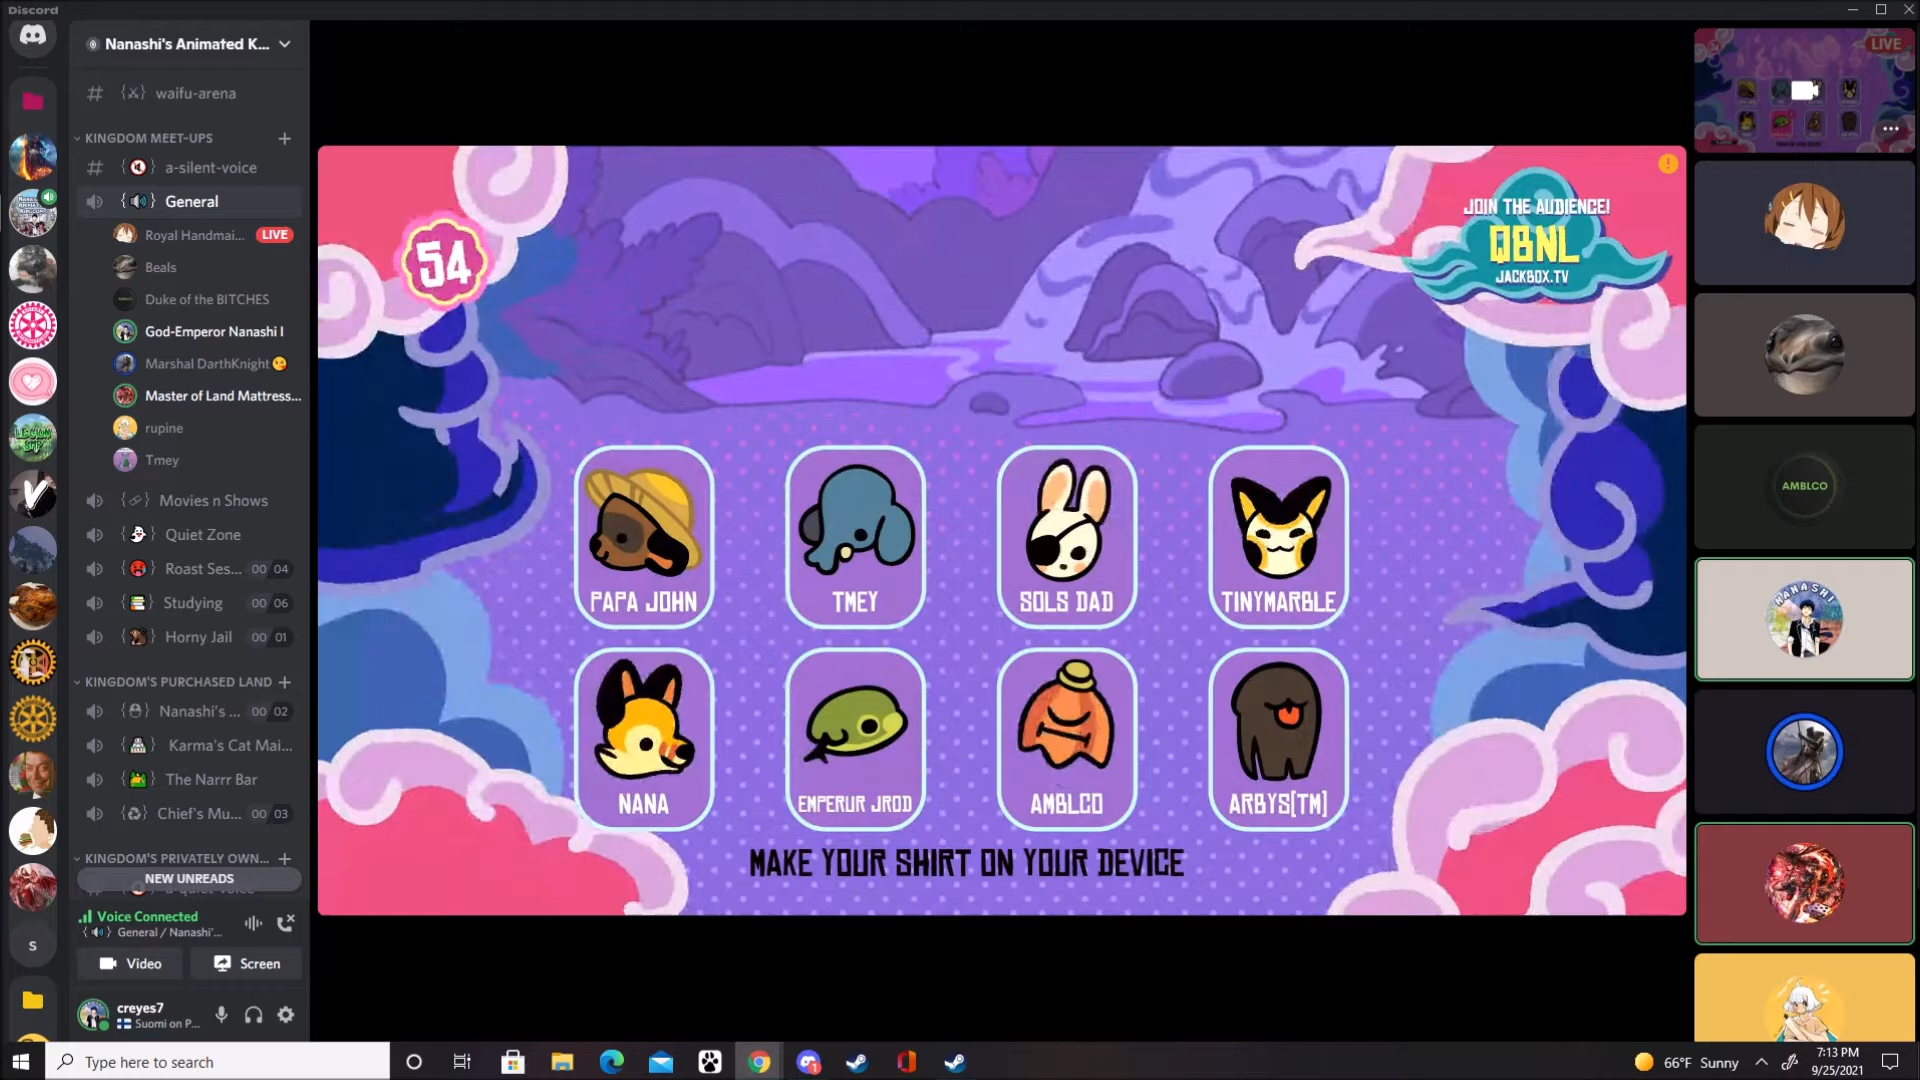 Discord
Nanashi's Animated K...
waifu-arena
KINGDOM MEET-UPS
a-silent-voice
General
Royal Handmai... LIVE
Beals
Duke of the BITCHES
God-Emperor Nanashi I
Marshal DarthKnight
Master of Land Mattress...
rupine
Tmey
Movies n Shows
Quiet Zone
Roast Ses... 00 04
Studying 00 06
Horny Jail 00 01
KINGDOM'S PURCHASED LAND
Nanashi's ... 00 02
Karma's Cat Mai...
The Narrr Bar
Chief's Mu... 00 03
KINGDOM'S PRIVATELY OWN...
NEW UNREADS
Voice Connected
General / Nanashi'...
Video Screen
S
creyes7
Suomi on P...
54
JOIN THE AUDIENCE!
QBNL
JACKBOX.TV
PAPA JOHN
TMEY
SOLS DAD
TINYMARBLE
NANA
EMPERUR JROD
AMBLCO
ARBYS[TM]
MAKE YOUR SHIRT ON YOUR DEVICE
LIVE
AMBLCO
NANASHI
Type here to search
66°F Sunny
7:13 PM
9/25/2021